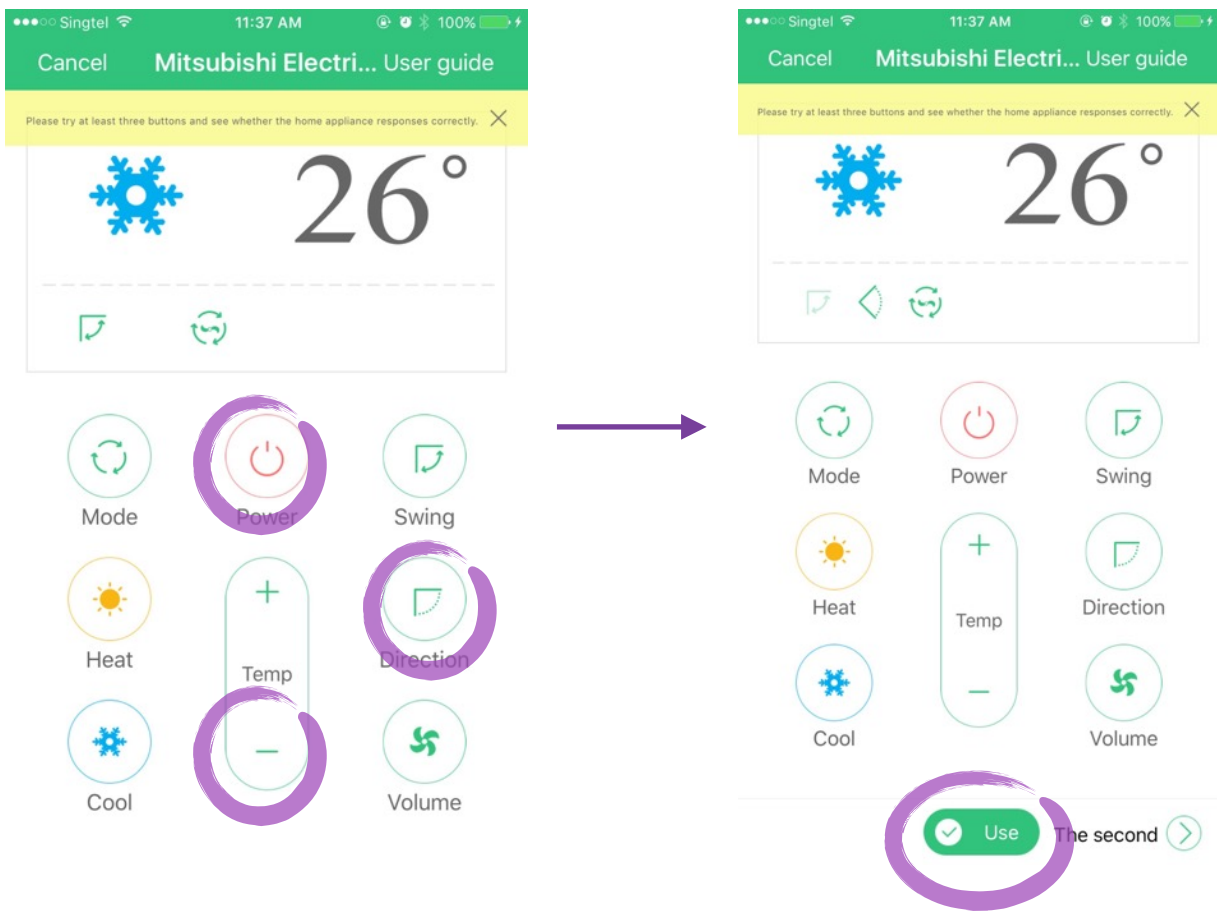 Singtel 11:37 AM 100%
Cancel Mitsubishi Electri... User guide
Please try at least three buttons and see whether the home appliance responses correctly.
26°
Mode Power Swing
Heat Temp Direction
Cool Volume
Singtel 11:37 AM 100%
Cancel Mitsubishi Electri... User guide
Please try at least three buttons and see whether the home appliance responses correctly.
26°
Mode Power Swing
Heat Temp Direction
Cool Volume
Use The second